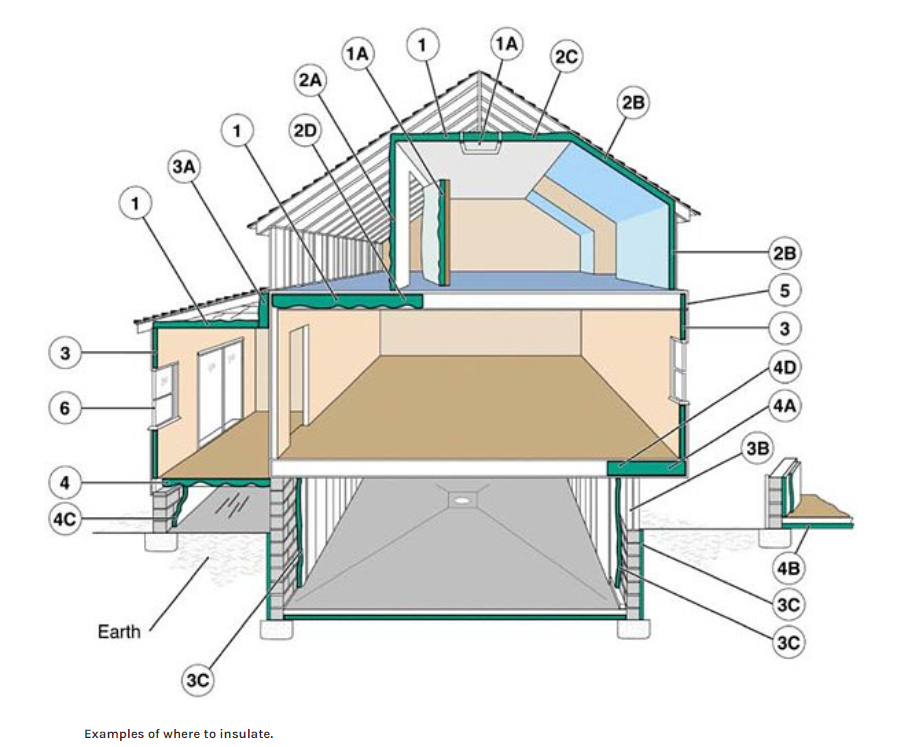 1
1A
1A
2C
2A
2B
1
2D
3A
1
2B
5
3
3
4D
6
4A
3B
4
4C
4B
3C
Earth
3C
3C
Examples of where to insulate.